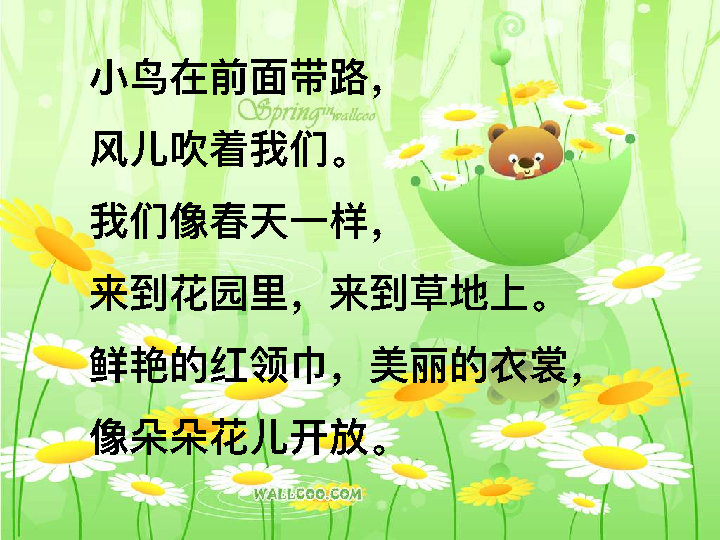 小鸟在前面带路，
Spring in wallcoo
风儿吹着我们。
我们像春天一样，
来到花园里，来到草地上。
鲜艳的红领巾，美丽的衣裳，
像朵朵花儿开放。
WALLCOO.COM